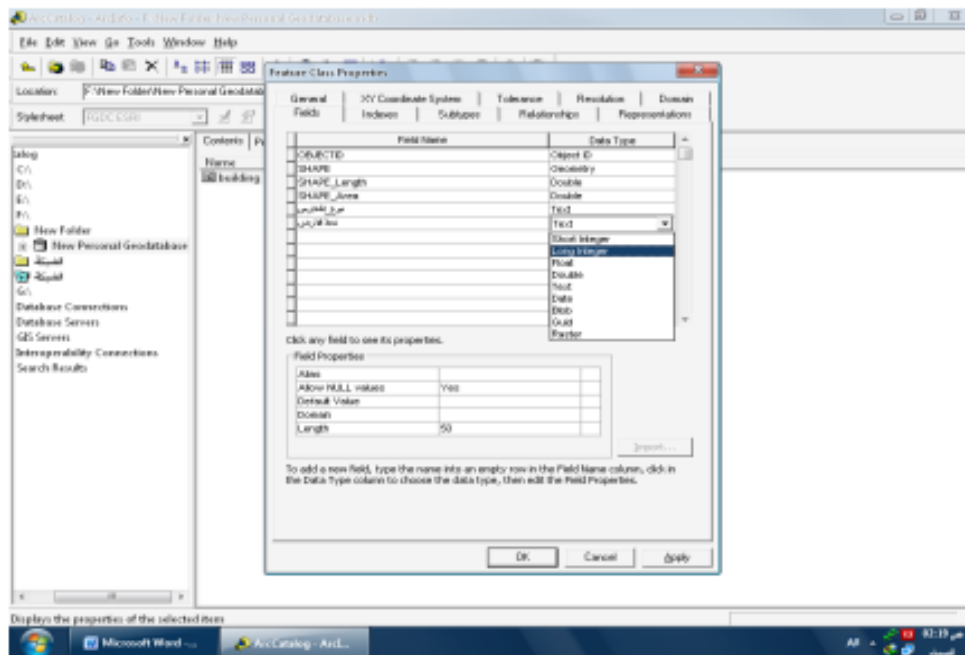 File Edit View Go Tools Window Help
Location:
Stylesheet: FGDC ESRI
Contents
Name
building
C:\
D:\
E:\
F:\
New Folder
New Personal Geodatabase
الشبكة
الشبكة
G:\
Database Connections
Database Servers
GIS Servers
Interoperability Connections
Search Results
Feature Class Properties
General XY Coordinate System Tolerance Resolution Domain
Fields Indexes Subtypes Relationships Representations
Field Name Data Type
OBJECTID Object ID
SHAPE Geometry
SHAPE_Length Double
SHAPE_Area Double
Text
Text
Short Integer
Long Integer
Float
Double
Text
Date
Blob
Guid
Raster
Click any field to see its properties.
Field Properties
Alias
Allow NULL values Yes
Default Value
Domain
Length 50
Import...
To add a new field, type the name into an empty row in the Field Name column, click in
the Data Type column to choose the data type, then edit the Field Properties.
OK Cancel Apply
Displays the properties of the selected item
Microsoft Word -...
ArcCatalog - ArcI...
02:19 ص